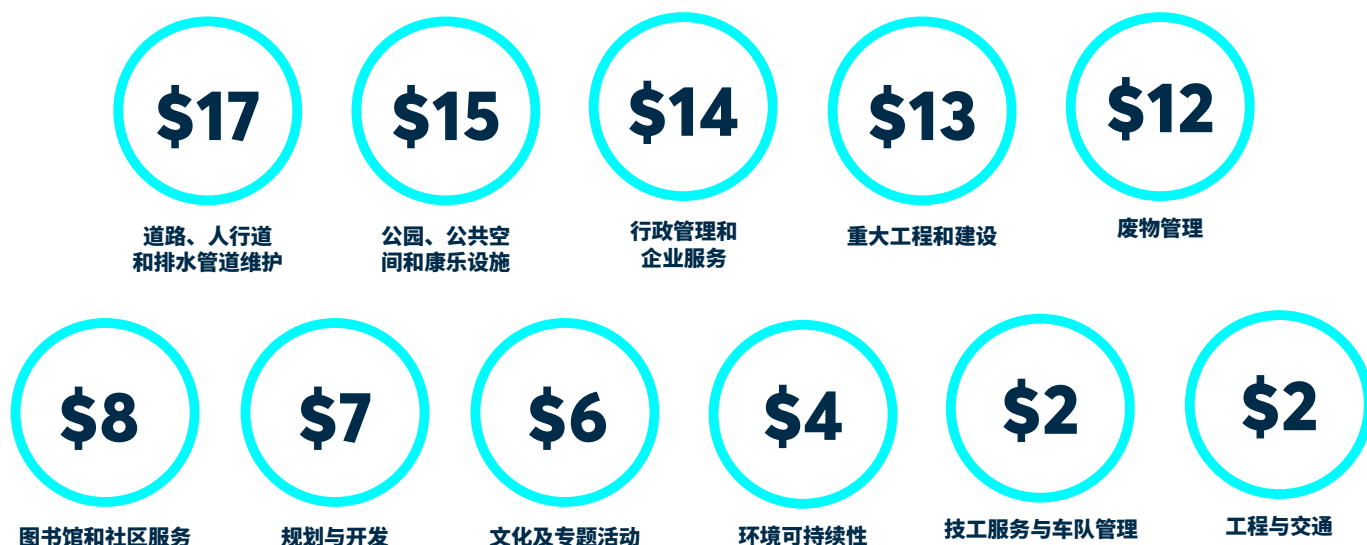 $17
$15
$14
$13
$12
道路、人行道
和排水管道维护
公园、公共空
间和康乐设施
行政管理和
企业服务
重大工程和建设
废物管理
$8
$7
$6
$4
$2
$2
图书馆和社区服务
规划与开发
文化及专题活动
环境可持续性
技工服务与车队管理
工程与交通